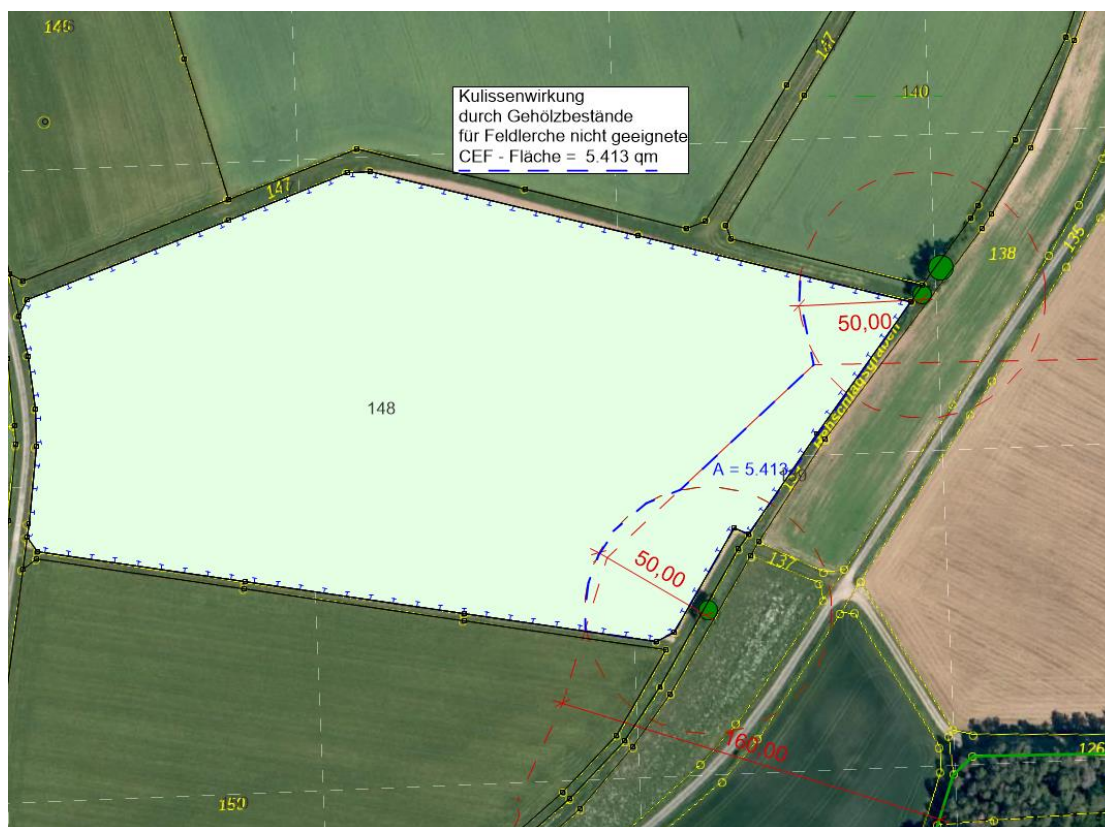 146
147
140
Kulissenwirkung
durch Gehölzbestände
für Feldlerche nicht geeignete
CEF - Fläche = 5.413 qm
147
138
135
50,00
148
A = 5.413
137
50,00
160,00
126
150